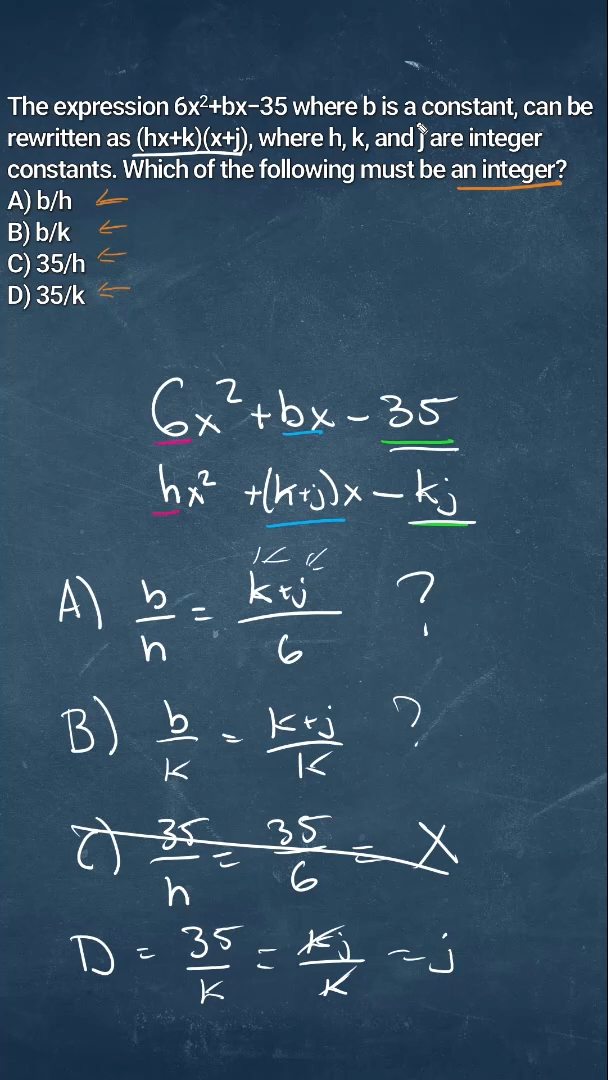 The expression 6x²+bx−35 where b is a constant, can be
rewritten as (hx+k)(x+j), where h, k, and j are integer
constants. Which of the following must be an integer?
A) b/h
B) b/k
C) 35/h
D) 35/k
6x² + bx − 35
hx² + (k+j)x − kj
A) b/h = k+j/6 ?
B) b/k = k+j/k ?
C) 35/h = 35/6 = X
D = 35/k = kj/k = j